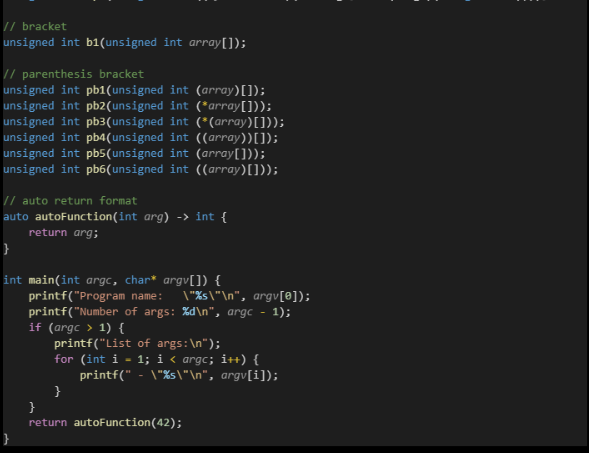 // bracket
unsigned int b1(unsigned int array[]);
// parenthesis bracket
unsigned int pb1(unsigned int (array)[]);
unsigned int pb2(unsigned int (*array[]));
unsigned int pb3(unsigned int (*(array)[]));
unsigned int pb4(unsigned int ((array))[]);
unsigned int pb5(unsigned int (array[]));
unsigned int pb6(unsigned int ((array)[]));
// auto return format
auto autoFunction(int arg) -> int {
    return arg;
}
int main(int argc, char* argv[]) {
    printf("Program name:   \"%s\"\n", argv[0]);
    printf("Number of args: %d\n", argc - 1);
    if (argc > 1) {
        printf("List of args:\n");
        for (int i = 1; i < argc; i++) {
            printf(" - \"%s\"\n", argv[i]);
        }
    }
    return autoFunction(42);
}